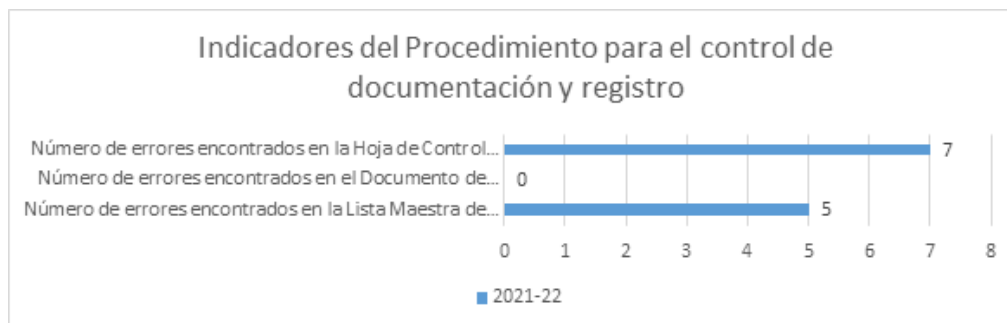 Indicadores del Procedimiento para el control de
documentación y registro
Número de errores encontrados en la Hoja de Control...
7
Número de errores encontrados en el Documento de...
0
Número de errores encontrados en la Lista Maestra de...
5
0 1 2 3 4 5 6 7 8
2021-22